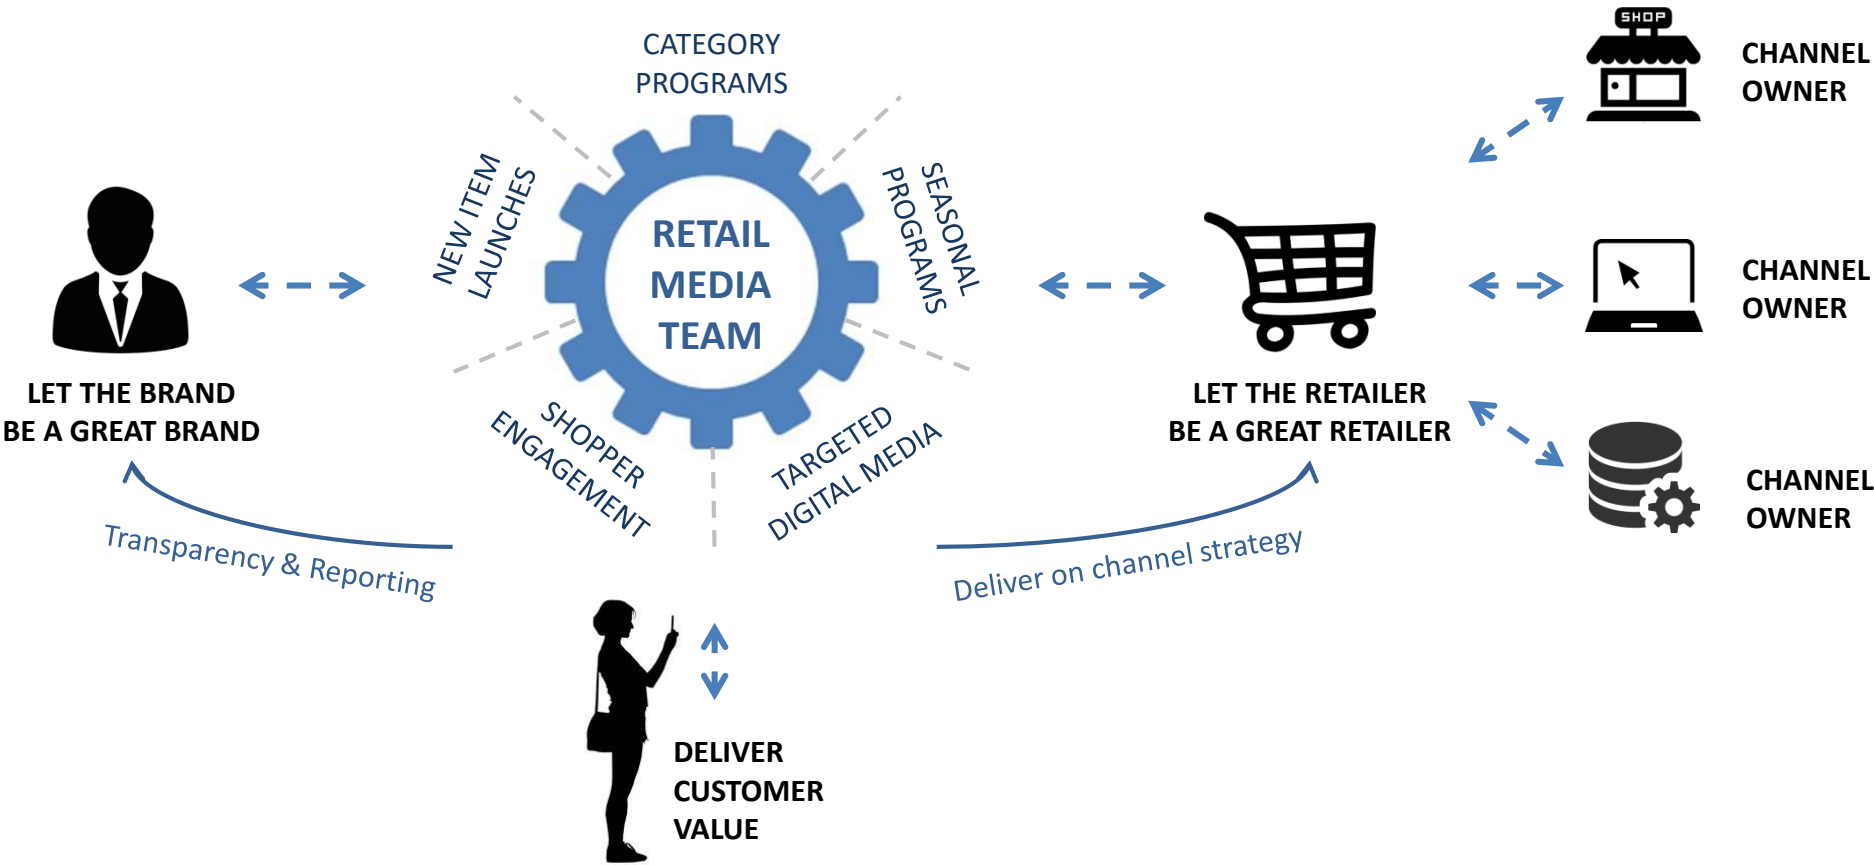 CATEGORY
PROGRAMS
NEW ITEM
LAUNCHES
SEASONAL
PROGRAMS
RETAIL
MEDIA
TEAM
SHOPPER
ENGAGEMENT
TARGETED
DIGITAL MEDIA
LET THE BRAND
BE A GREAT BRAND
Transparency & Reporting
LET THE RETAILER
BE A GREAT RETAILER
Deliver on channel strategy
DELIVER
CUSTOMER
VALUE
SHOP
CHANNEL
OWNER
CHANNEL
OWNER
CHANNEL
OWNER